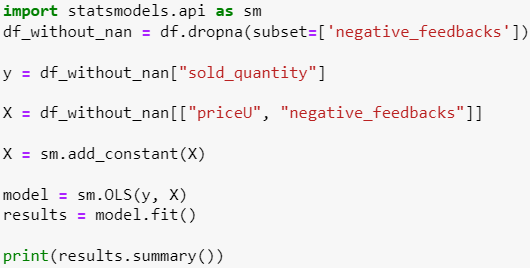 import statsmodels.api as sm
df_without_nan = df.dropna(subset=['negative_feedbacks'])
y = df_without_nan["sold_quantity"]
X = df_without_nan[["priceU", "negative_feedbacks"]]
X = sm.add_constant(X)
model = sm.OLS(y, X)
results = model.fit()
print(results.summary())